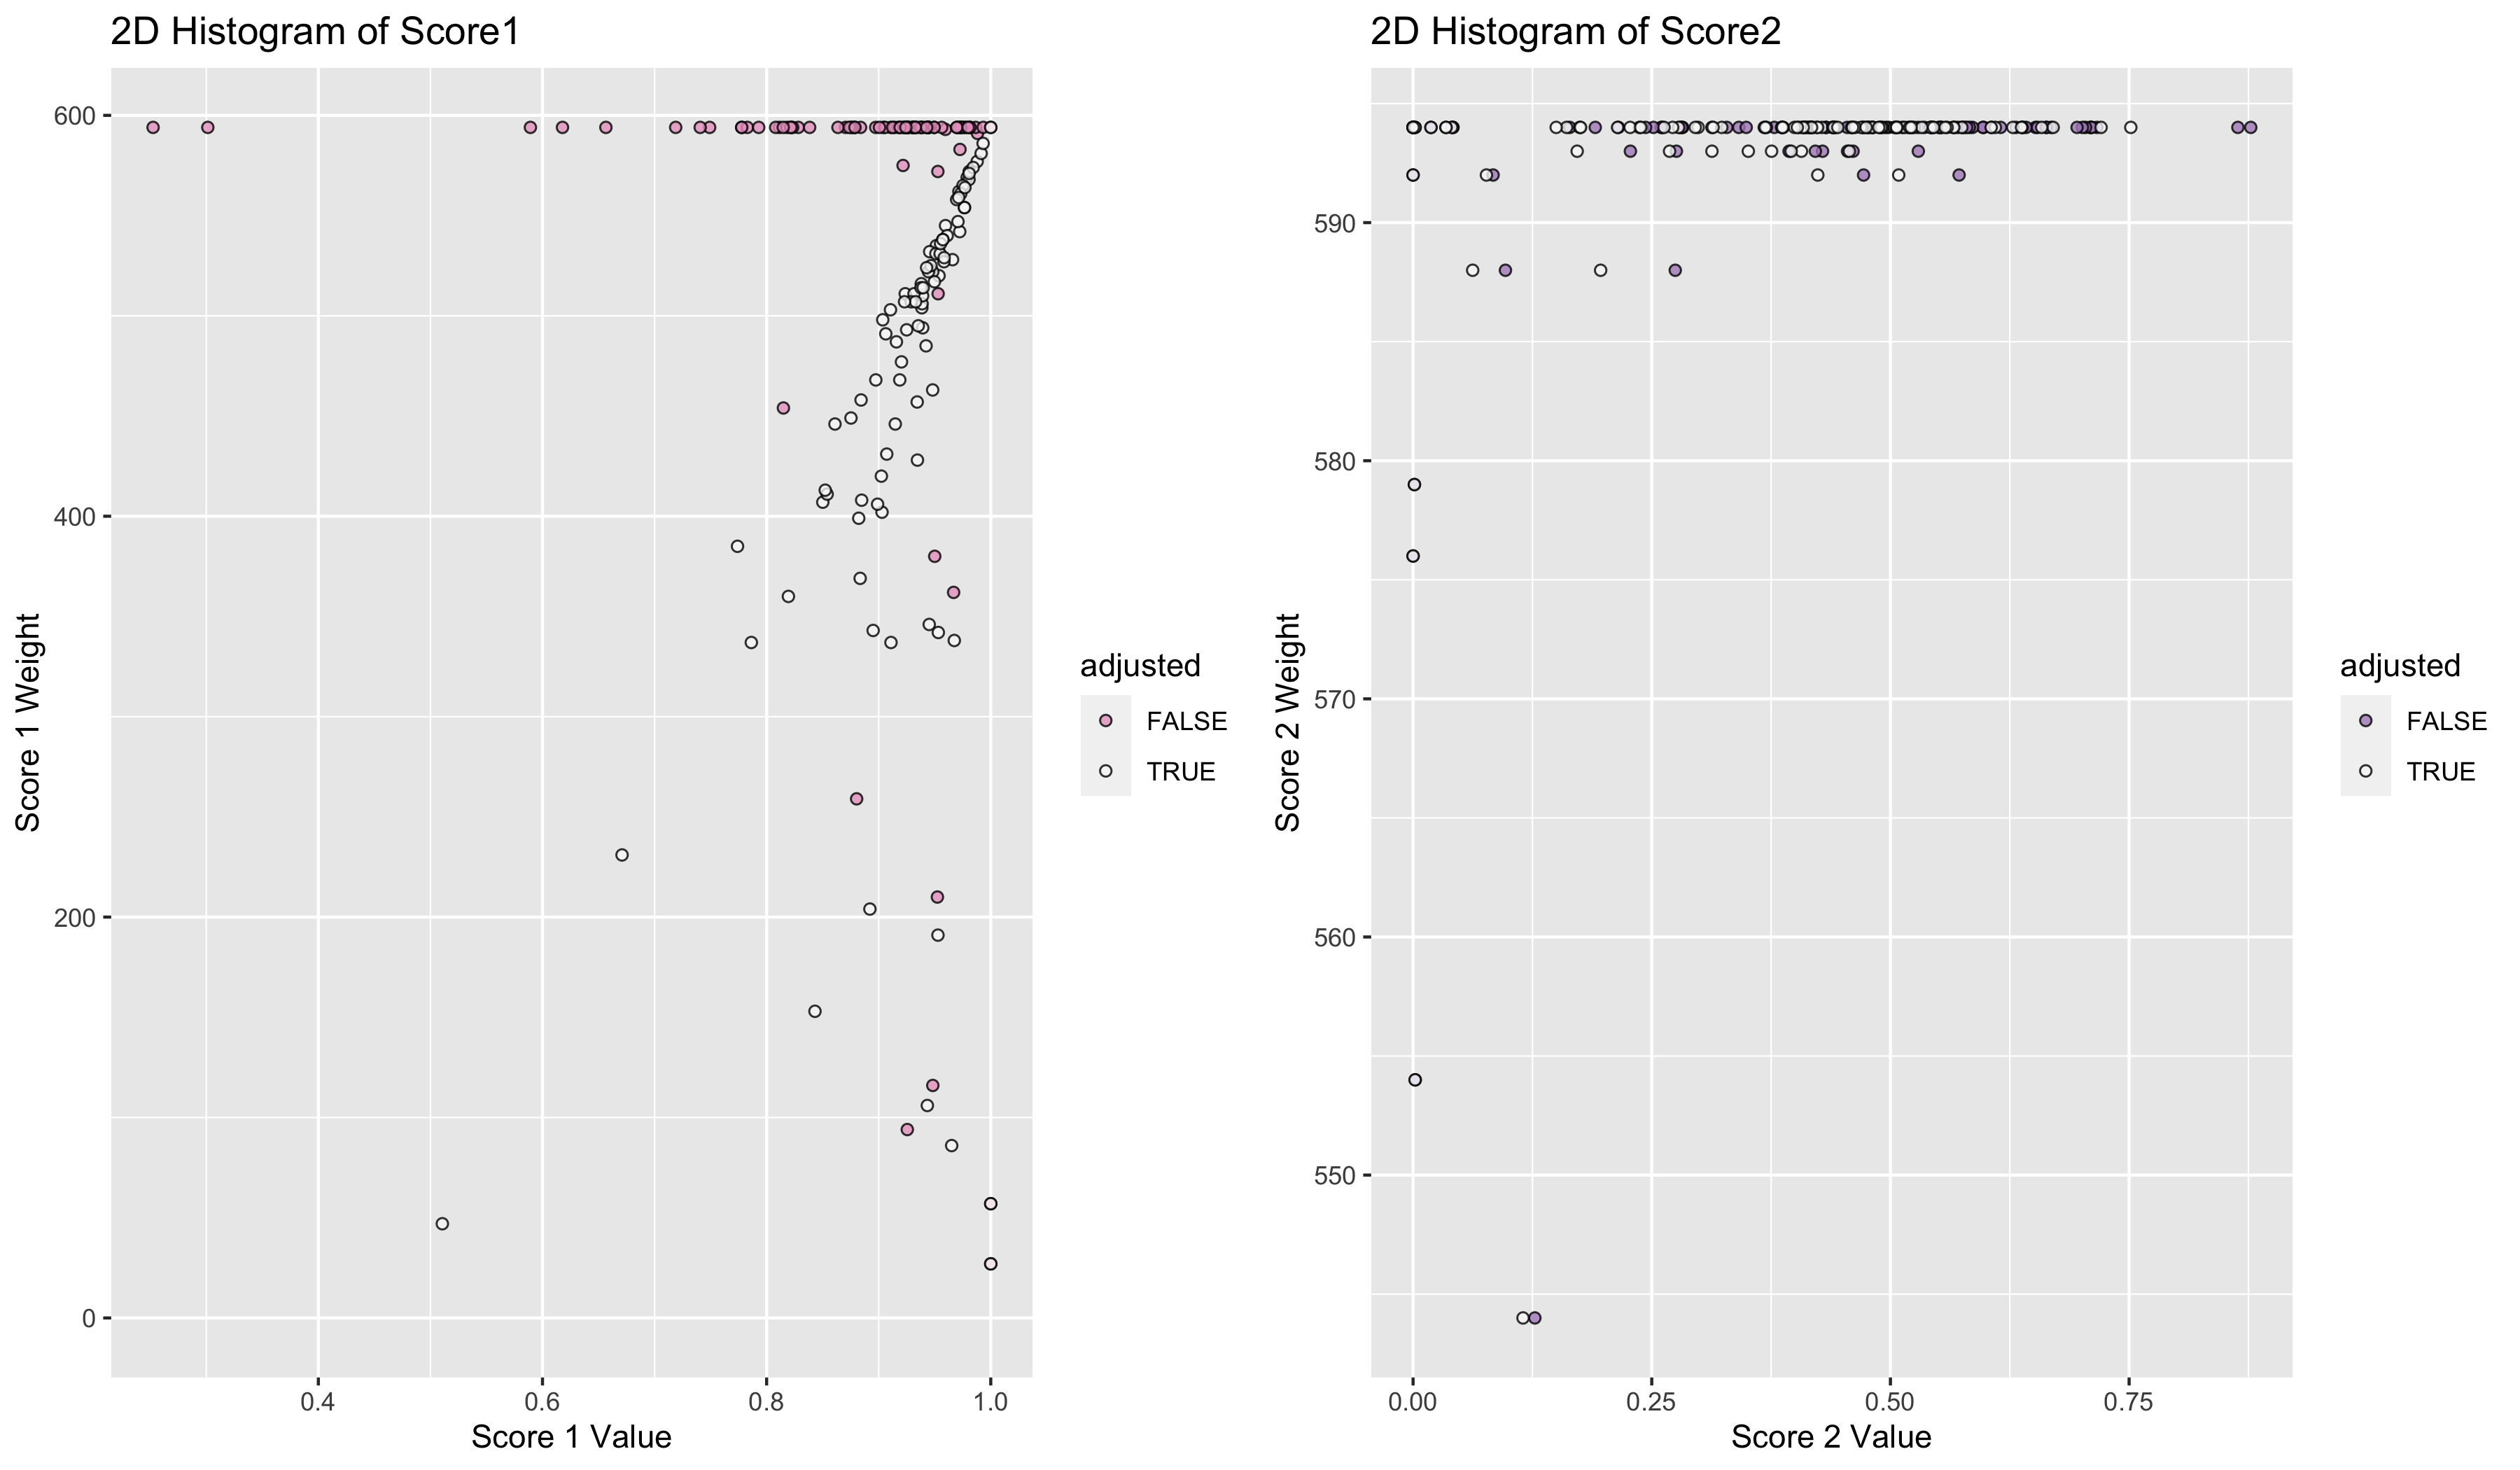 2D Histogram of Score1
600
400
200
0
Score 1 Weight
0.4
0.6
0.8
1.0
Score 1 Value
adjusted
FALSE
TRUE
2D Histogram of Score2
590
580
570
560
550
Score 2 Weight
0.00
0.25
0.50
0.75
Score 2 Value
adjusted
FALSE
TRUE